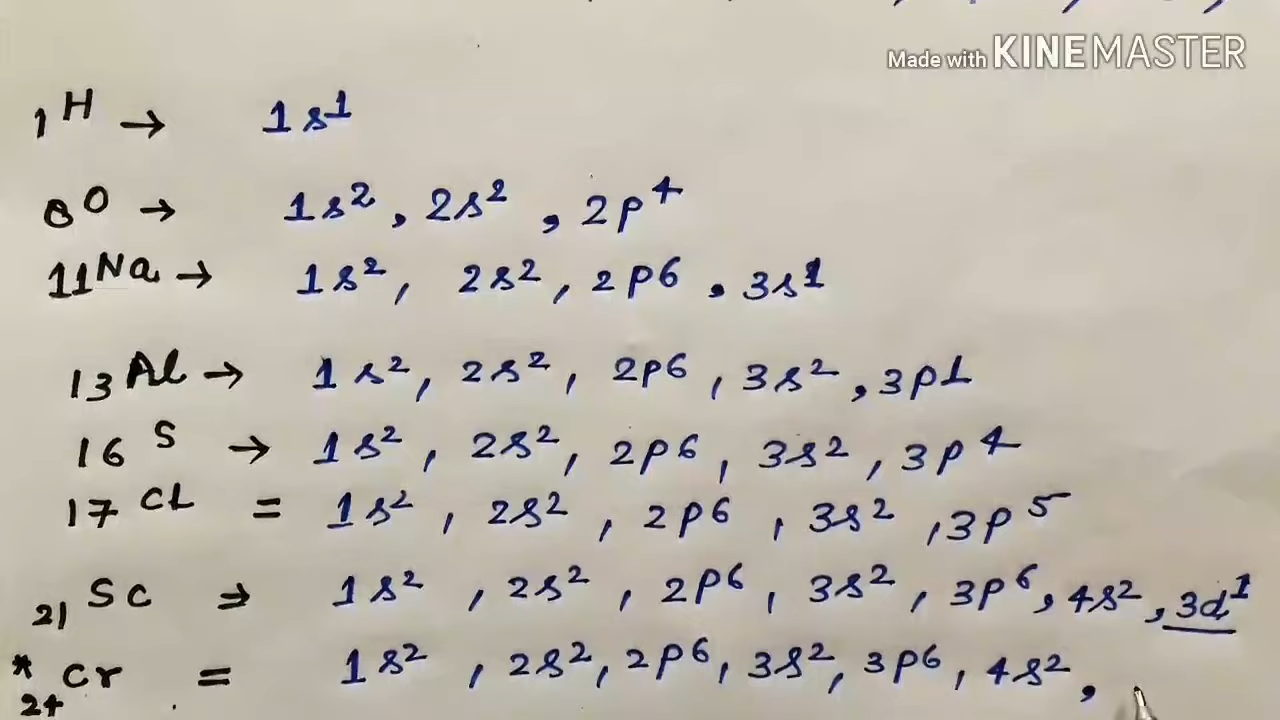 Made with KINEMASTER
₁H → 1s¹
₈O → 1s², 2s², 2p⁴
₁₁Na → 1s², 2s², 2p⁶, 3s¹
₁₃Al → 1s², 2s², 2p⁶, 3s², 3p¹
₁₆S → 1s², 2s², 2p⁶, 3s², 3p⁴
₁₇Cl = 1s², 2s², 2p⁶, 3s², 3p⁵
₂₁Sc ⇒ 1s², 2s², 2p⁶, 3s², 3p⁶, 4s², 3d¹
*₂₄Cr = 1s², 2s², 2p⁶, 3s², 3p⁶, 4s²,